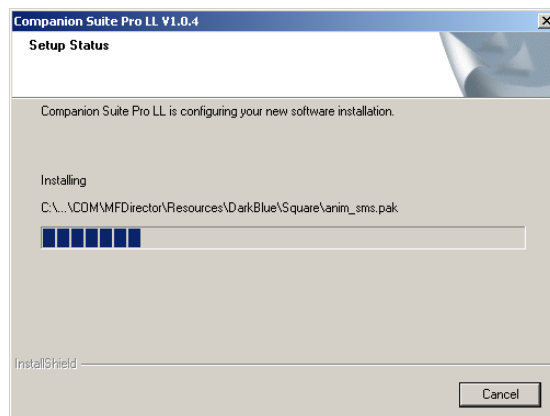 Companion Suite Pro LL V1.0.4
Setup Status
Companion Suite Pro LL is configuring your new software installation.
Installing
C:\...\COM\MFDirector\Resources\DarkBlue\Square\anim_sms.pak
InstallShield
Cancel